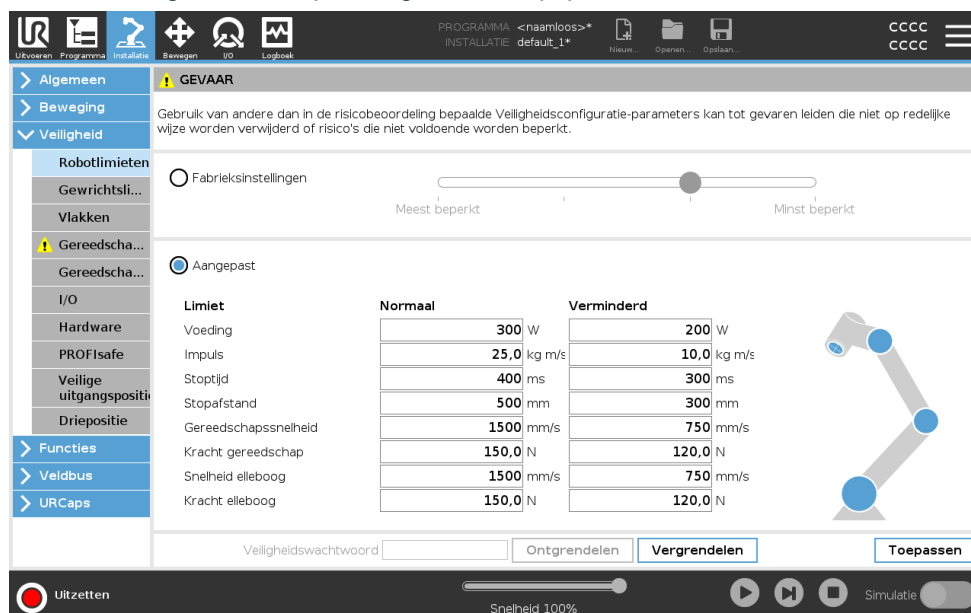 PROGRAMMA <naamloos>*
INSTALLATIE default_1*
Uitvoeren Programma Installatie Bewegen I/O Logboek
Nieuw... Openen... Opslaan...
CCCC
CCCC
Algemeen
Beweging
Veiligheid
Robotlimieten
Gewrichtsli...
Vlakken
Gereedscha...
Gereedscha...
I/O
Hardware
PROFIsafe
Veilige
uitgangspositi
Driepositie
Functies
Veldbus
URCaps
GEVAAR
Gebruik van andere dan in de risicobeoordeling bepaalde Veiligheidsconfiguratie-parameters kan tot gevaren leiden die niet op redelijke
wijze worden verwijderd of risico's die niet voldoende worden beperkt.
Fabrieksinstellingen
Meest beperkt Minst beperkt
Aangepast
Limiet Normaal Verminderd
Voeding 300 W 200 W
Impuls 25,0 kg m/s 10,0 kg m/s
Stoptijd 400 ms 300 ms
Stopafstand 500 mm 300 mm
Gereedschapssnelheid 1500 mm/s 750 mm/s
Kracht gereedschap 150,0 N 120,0 N
Snelheid elleboog 1500 mm/s 750 mm/s
Kracht elleboog 150,0 N 120,0 N
Veiligheidswachtwoord Ontgrendelen Vergrendelen Toepassen
Uitzetten
Snelheid 100%
Simulatie